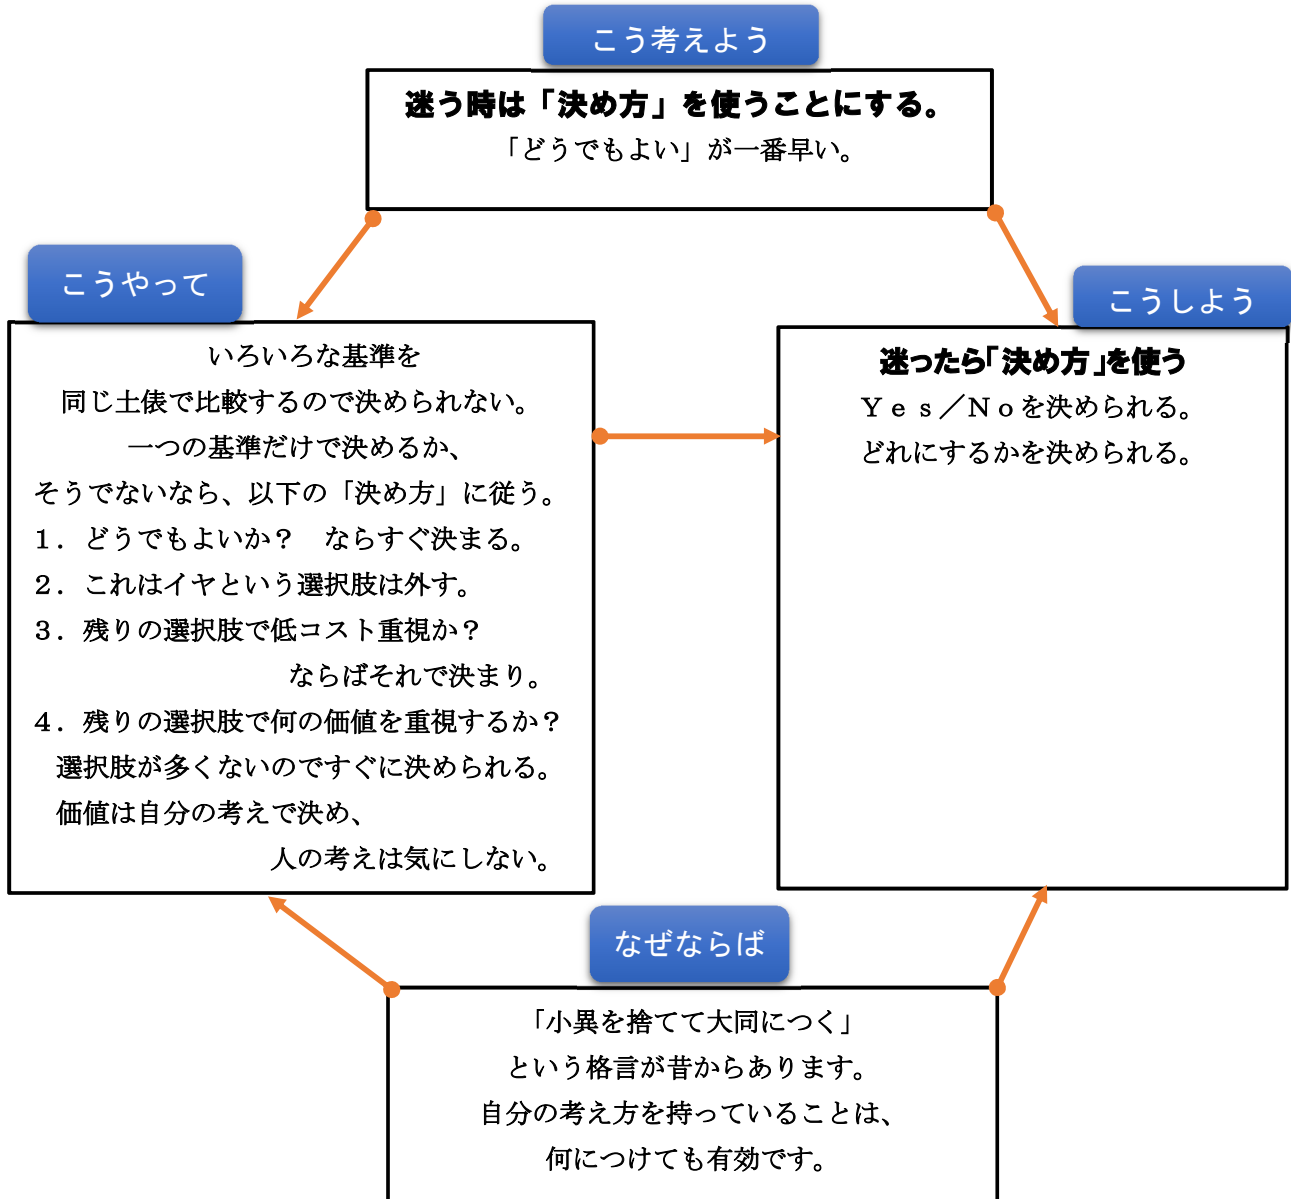 こう考えよう
迷う時は「決め方」を使うことにする。
「どうでもよい」が一番早い。
こうやって
いろいろな基準を
同じ土俵で比較するので決められない。
一つの基準だけで決めるか、
そうでないなら、以下の「決め方」に従う。
１．どうでもよいか？　ならすぐ決まる。
２．これはイヤという選択肢は外す。
３．残りの選択肢で低コスト重視か？
ならばそれで決まり。
４．残りの選択肢で何の価値を重視するか？
選択肢が多くないのですぐに決められる。
価値は自分の考えで決め、
人の考えは気にしない。
こうしよう
迷ったら「決め方」を使う
Ｙｅｓ／Ｎｏを決められる。
どれにするかを決められる。
なぜならば
「小異を捨てて大同につく」
という格言が昔からあります。
自分の考え方を持っていることは、
何につけても有効です。